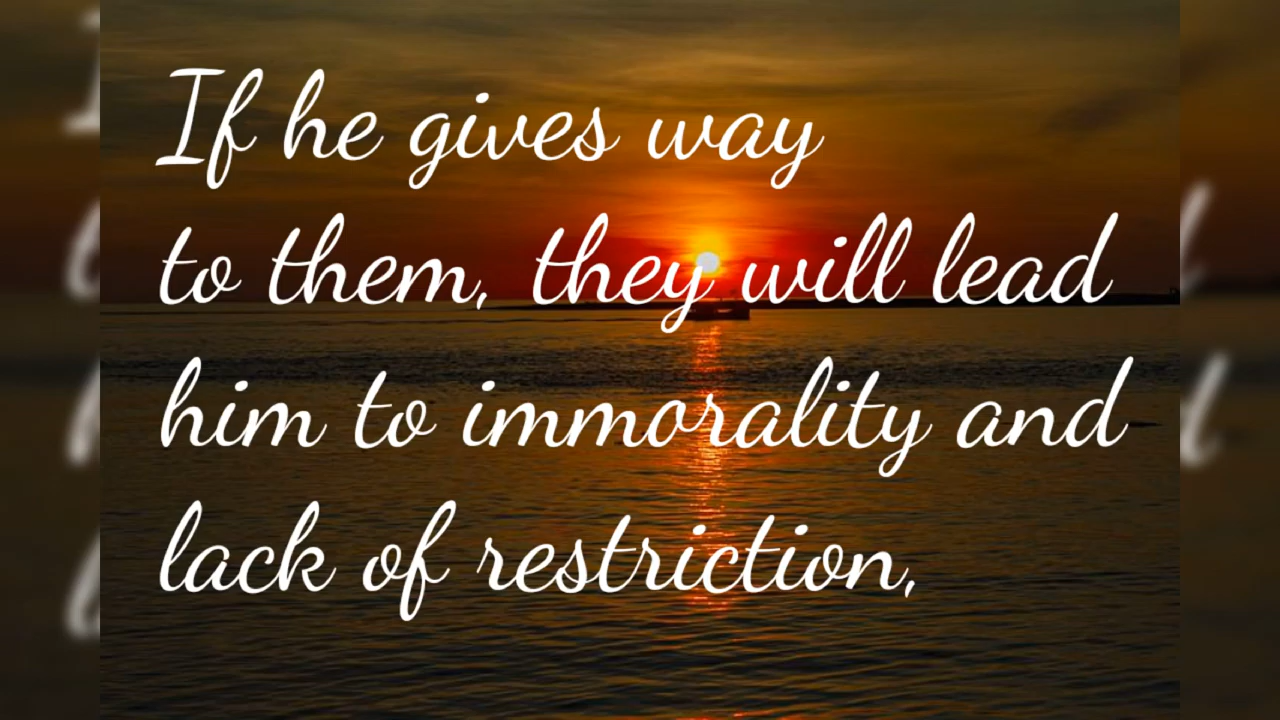 If he gives way
to them, they will lead
him to immorality and
lack of restriction,